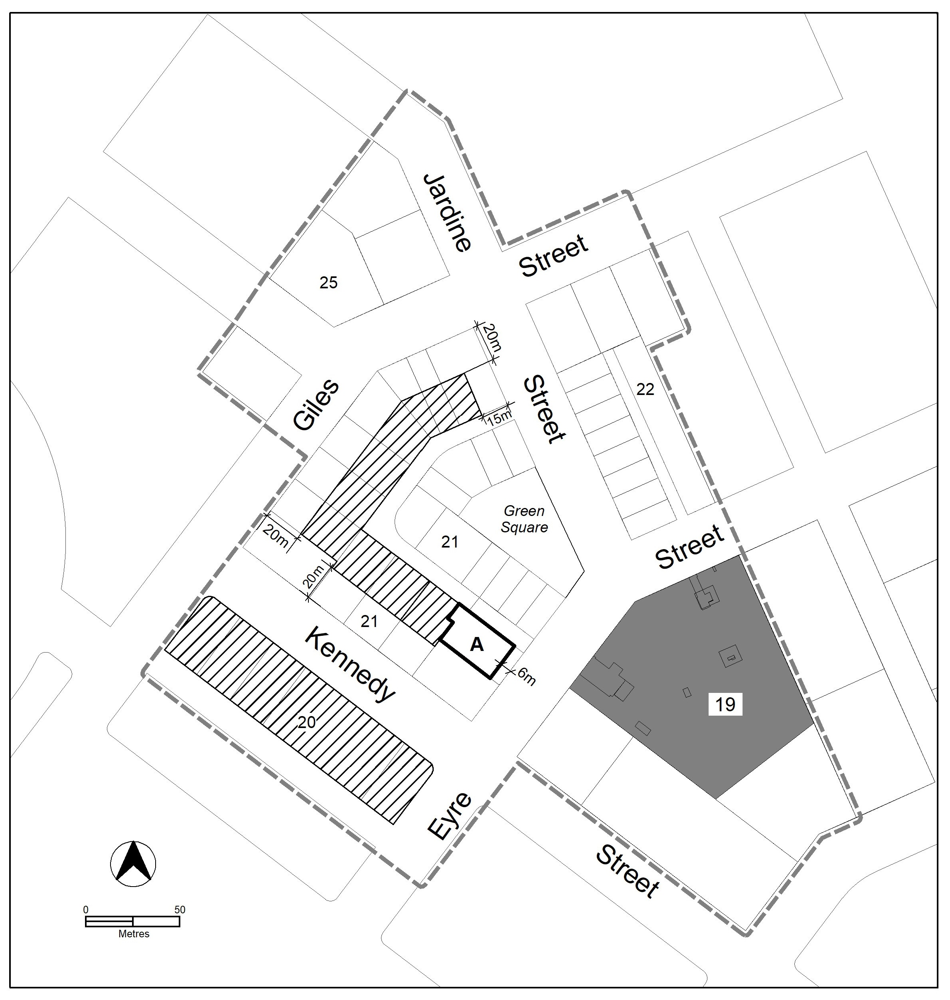 Jardine
Street
25
20m
Giles
Street
22
15m
Green
Square
20m
21
Street
20m
21
Kennedy
A
6m
19
20
Eyre
Street
0 50
Metres